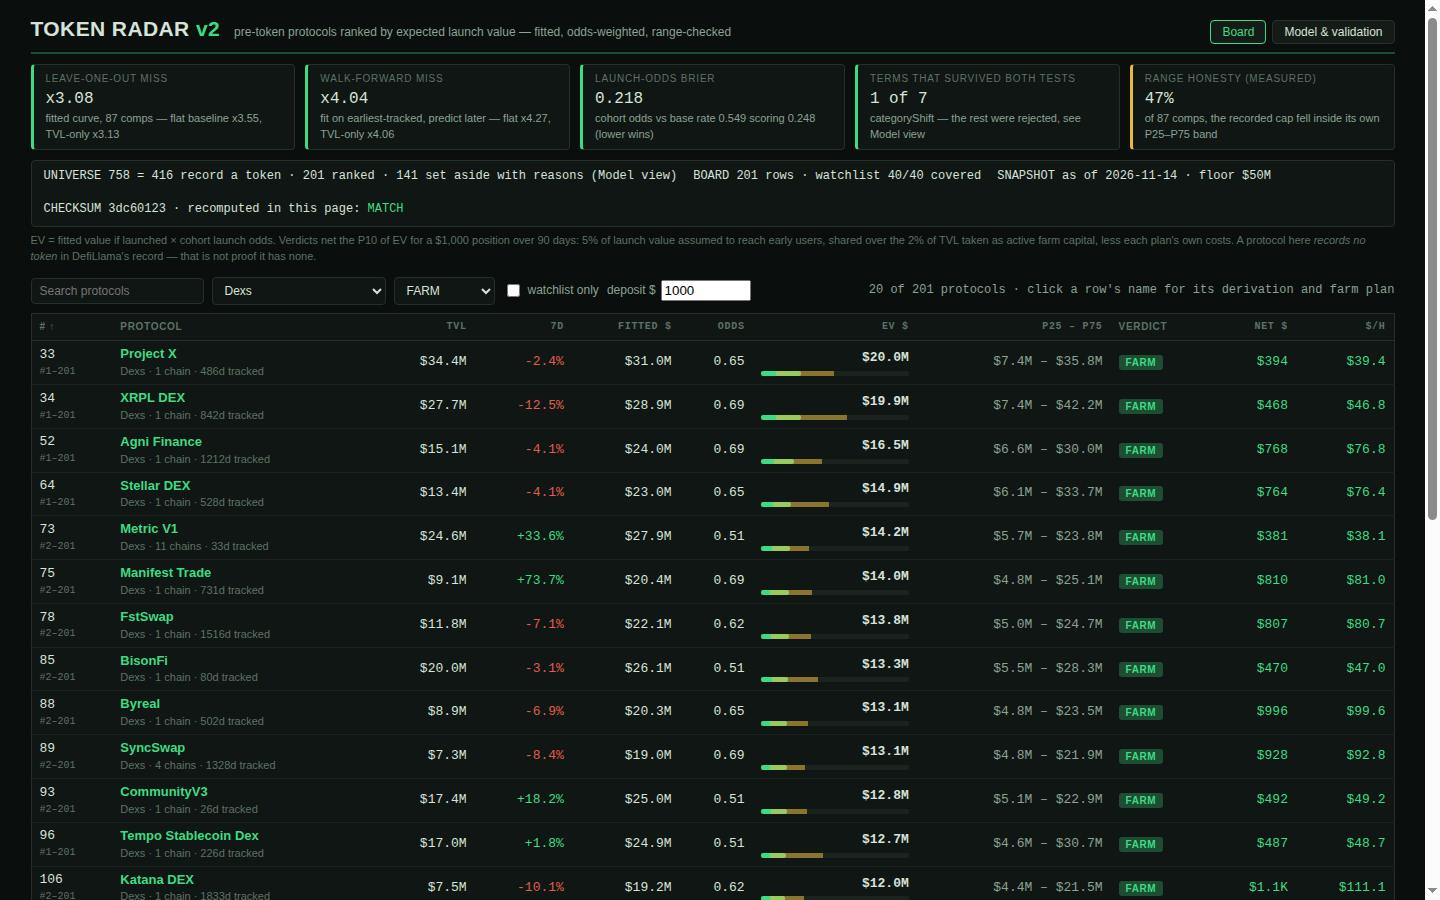 TOKEN RADAR v2 pre-token protocols ranked by expected launch value — fitted, odds-weighted, range-checked Board Model & validation
LEAVE-ONE-OUT MISS
x3.08
fitted curve, 87 comps — flat baseline x3.55,
TVL-only x3.13
WALK-FORWARD MISS
x4.04
fit on earliest-tracked, predict later — flat x4.27,
TVL-only x4.06
LAUNCH-ODDS BRIER
0.218
cohort odds vs base rate 0.549 scoring 0.248
(lower wins)
TERMS THAT SURVIVED BOTH TESTS
1 of 7
categoryShift — the rest were rejected, see
Model view
RANGE HONESTY (MEASURED)
47%
of 87 comps, the recorded cap fell inside its own
P25–P75 band
UNIVERSE 758 = 416 record a token · 201 ranked · 141 set aside with reasons (Model view) BOARD 201 rows · watchlist 40/40 covered SNAPSHOT as of 2026-11-14 · floor $50M
CHECKSUM 3dc60123 · recomputed in this page: MATCH
EV = fitted value if launched × cohort launch odds. Verdicts net the P10 of EV for a $1,000 position over 90 days: 5% of launch value assumed to reach early users, shared over the 2% of TVL taken as active farm capital, less each plan's own costs. A protocol here records no
token in DefiLlama's record — that is not proof it has none.
Search protocols Dexs FARM watchlist only deposit $ 1000 20 of 201 protocols · click a row's name for its derivation and farm plan
# ↑ PROTOCOL TVL 7D FITTED $ ODDS EV $ P25 – P75 VERDICT NET $ $/H
33 Project X $34.4M -2.4% $31.0M 0.65 $20.0M $7.4M – $35.8M FARM $394 $39.4
#1–201 Dexs · 1 chain · 486d tracked
34 XRPL DEX $27.7M -12.5% $28.9M 0.69 $19.9M $7.4M – $42.2M FARM $468 $46.8
#1–201 Dexs · 1 chain · 842d tracked
52 Agni Finance $15.1M -4.1% $24.0M 0.69 $16.5M $6.6M – $30.0M FARM $768 $76.8
#1–201 Dexs · 1 chain · 1212d tracked
64 Stellar DEX $13.4M -4.1% $23.0M 0.65 $14.9M $6.1M – $33.7M FARM $764 $76.4
#1–201 Dexs · 1 chain · 528d tracked
73 Metric V1 $24.6M +33.6% $27.9M 0.51 $14.2M $5.7M – $23.8M FARM $381 $38.1
#2–201 Dexs · 11 chains · 33d tracked
75 Manifest Trade $9.1M +73.7% $20.4M 0.69 $14.0M $4.8M – $25.1M FARM $810 $81.0
#2–201 Dexs · 1 chain · 731d tracked
78 FstSwap $11.8M -7.1% $22.1M 0.62 $13.8M $5.0M – $24.7M FARM $807 $80.7
#2–201 Dexs · 1 chain · 1516d tracked
85 BisonFi $20.0M -3.1% $26.1M 0.51 $13.3M $5.5M – $28.3M FARM $470 $47.0
#2–201 Dexs · 1 chain · 80d tracked
88 Byreal $8.9M -6.9% $20.3M 0.65 $13.1M $4.8M – $23.5M FARM $996 $99.6
#2–201 Dexs · 1 chain · 502d tracked
89 SyncSwap $7.3M -8.4% $19.0M 0.69 $13.1M $4.8M – $21.9M FARM $928 $92.8
#2–201 Dexs · 4 chains · 1328d tracked
93 CommunityV3 $17.4M +18.2% $25.0M 0.51 $12.8M $5.1M – $22.9M FARM $492 $49.2
#2–201 Dexs · 1 chain · 26d tracked
96 Tempo Stablecoin Dex $17.0M +1.8% $24.9M 0.51 $12.7M $4.6M – $30.7M FARM $487 $48.7
#1–201 Dexs · 1 chain · 226d tracked
106 Katana DEX $7.5M -10.1% $19.2M 0.62 $12.0M $4.4M – $21.5M FARM $1.1K $111.1
#2–201 Dexs · 1 chain · 1833d tracked